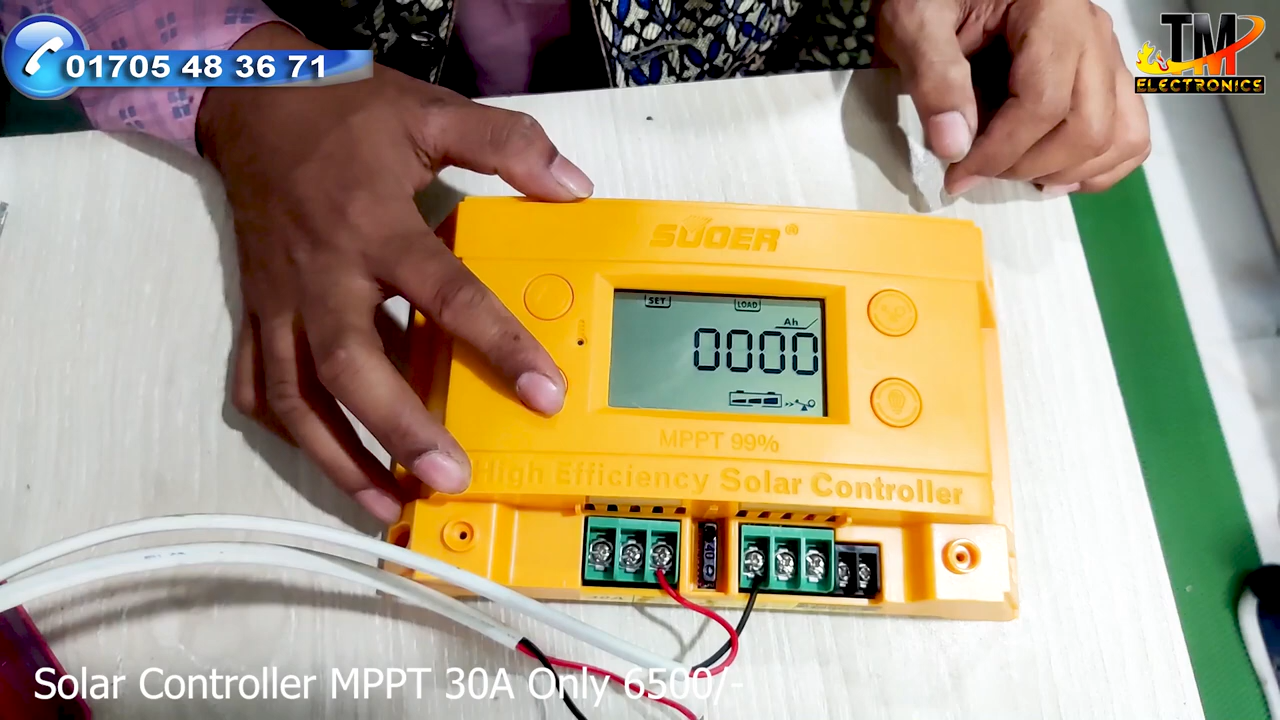 01705 48 36 71
TM
ELECTRONICS
SUOER®
SET
LOAD
Ah
0000
MPPT 99%
High Efficiency Solar Controller
Solar Controller MPPT 30A Only 6500/-